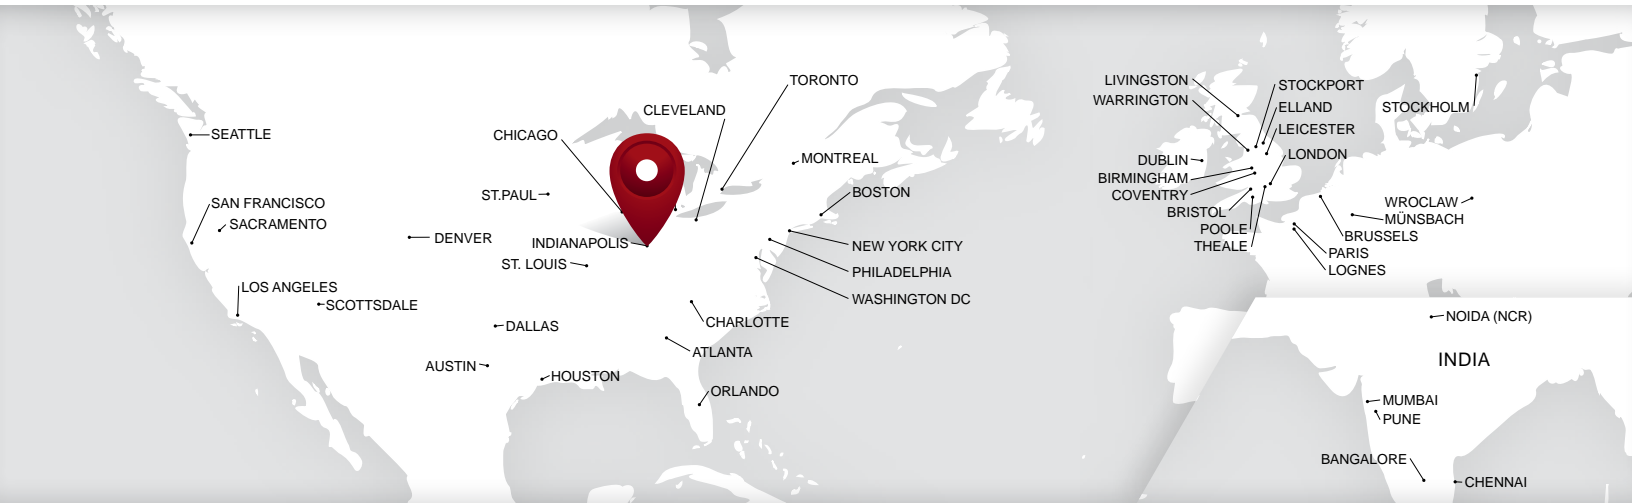 SEATTLE
SAN FRANCISCO
SACRAMENTO
LOS ANGELES
SCOTTSDALE
DENVER
ST.PAUL
CHICAGO
CLEVELAND
TORONTO
MONTREAL
BOSTON
INDIANAPOLIS
ST. LOUIS
NEW YORK CITY
PHILADELPHIA
WASHINGTON DC
CHARLOTTE
ATLANTA
DALLAS
AUSTIN
HOUSTON
ORLANDO
LIVINGSTON
WARRINGTON
STOCKPORT
ELLAND
LEICESTER
LONDON
DUBLIN
BIRMINGHAM
COVENTRY
BRISTOL
POOLE
THEALE
STOCKHOLM
WROCLAW
MÜNSBACH
BRUSSELS
PARIS
LOGNES
NOIDA (NCR)
INDIA
MUMBAI
PUNE
BANGALORE
CHENNAI